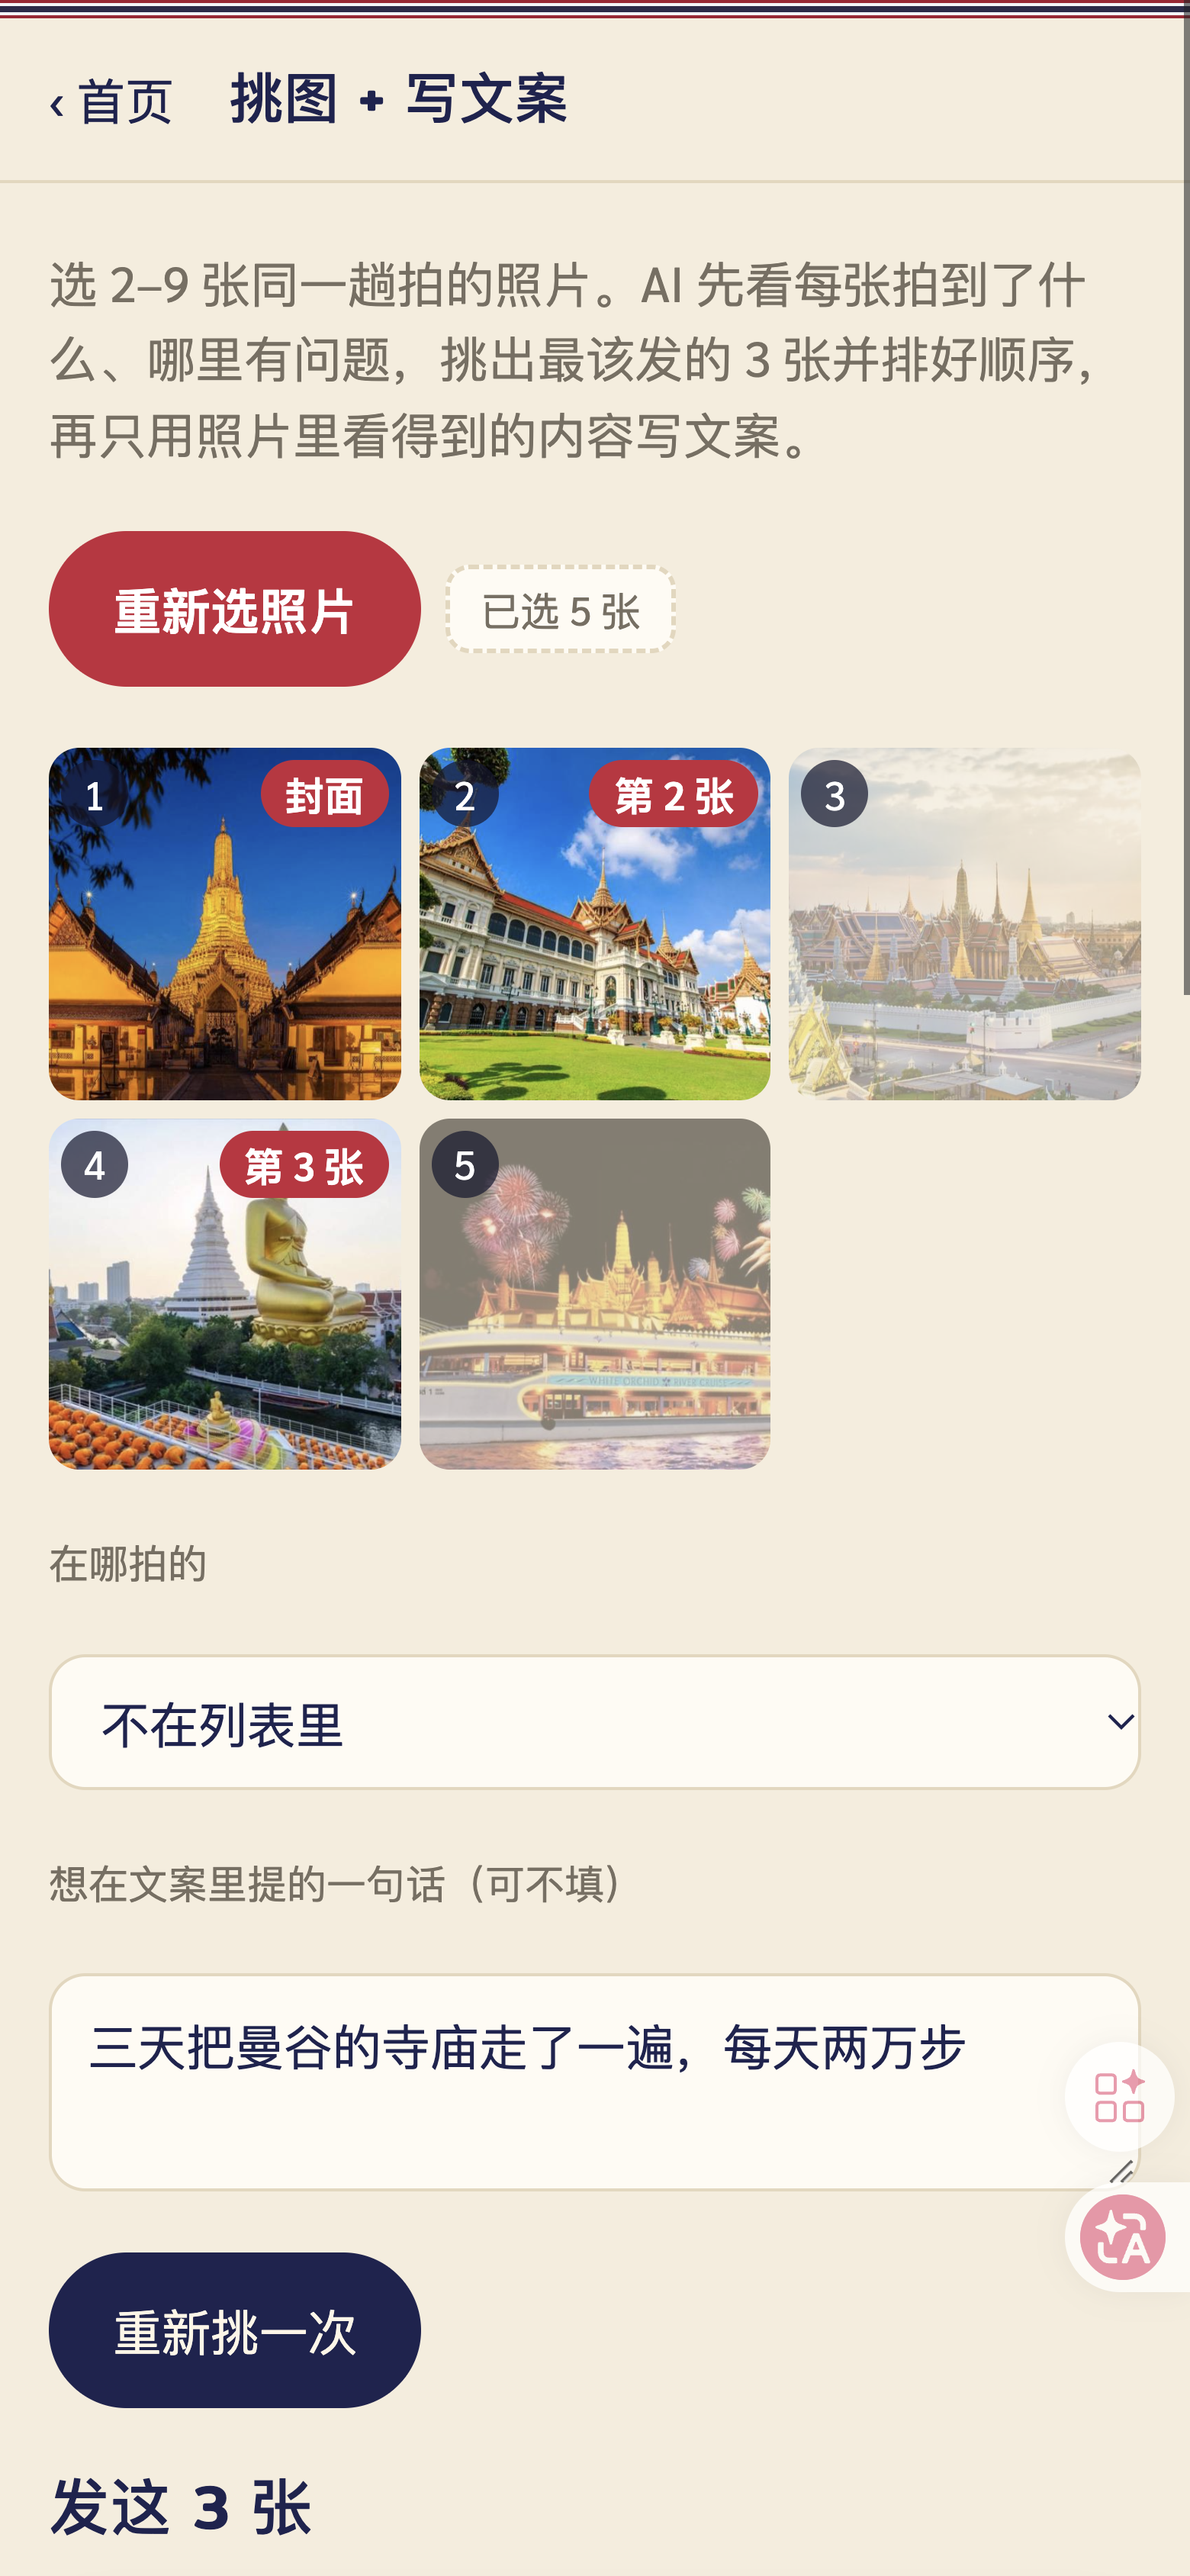 ‹ 首页 挑图 + 写文案
选 2–9 张同一趟拍的照片。AI 先看每张拍到了什
么、哪里有问题，挑出最该发的 3 张并排好顺序，
再只用照片里看得到的内容写文案。
重新选照片 已选 5 张
1 封面 2 第 2 张 3
4 第 3 张 5
WHITE ORCHID RIVER CRUISE
在哪拍的
不在列表里
想在文案里提的一句话（可不填）
三天把曼谷的寺庙走了一遍，每天两万步
A
重新挑一次
发这 3 张